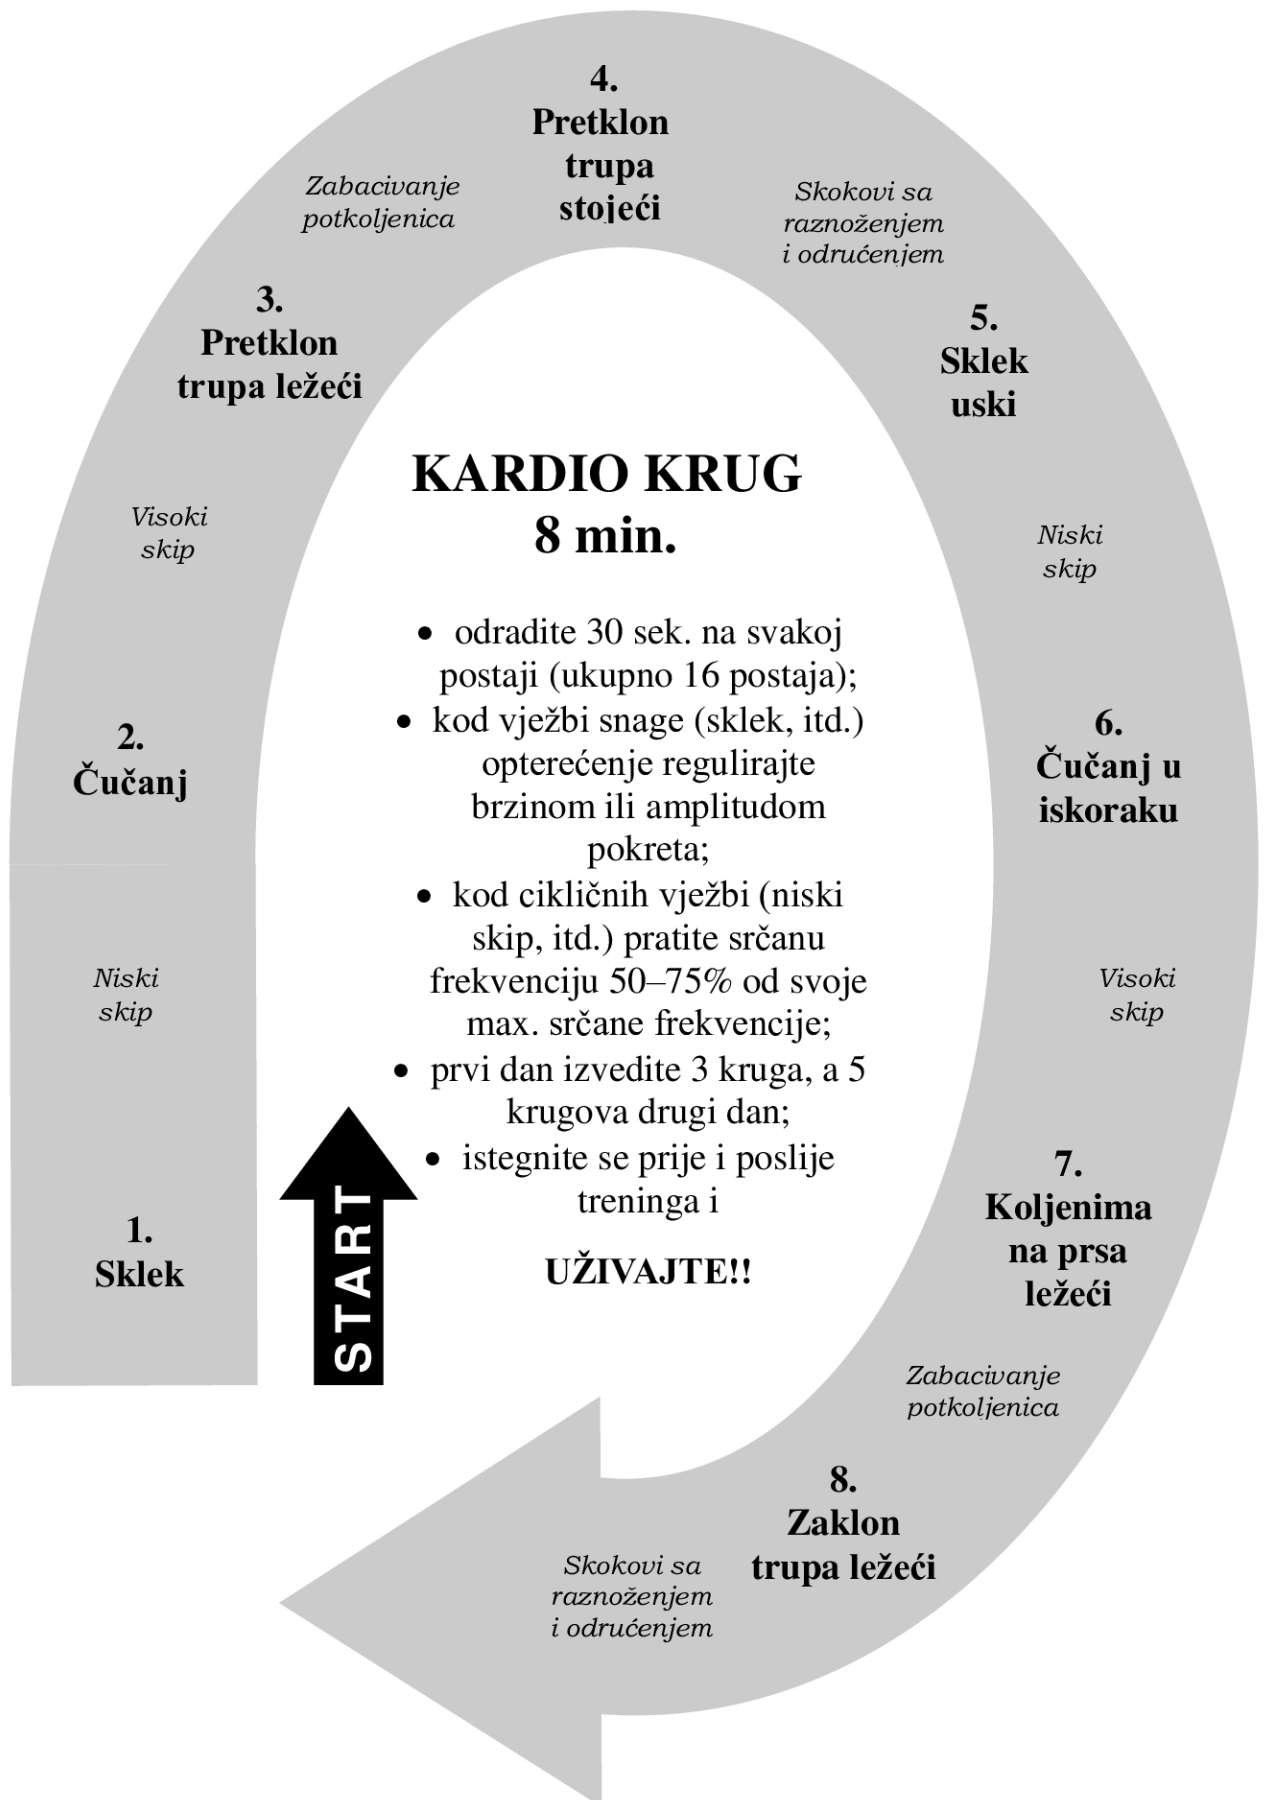 4.
Pretklon
trupa
stojeći
Zabacivanje
potkoljenica
Skokovi sa
raznoženjem
i odrućenjem
3.
Pretklon
trupa ležeći
5.
Sklek
uski
KARDIO KRUG
8 min.
Visoki
skip
Niski
skip
• odradite 30 sek. na svakoj
postaji (ukupno 16 postaja);
• kod vježbi snage (sklek, itd.)
opterećenje regulirajte
brzinom ili amplitudom
pokreta;
• kod cikličnih vježbi (niski
skip, itd.) pratite srčanu
frekvenciju 50–75% od svoje
max. srčane frekvencije;
• prvi dan izvedite 3 kruga, a 5
krugova drugi dan;
• istegnite se prije i poslije
treninga i
UŽIVAJTE!!
2.
Čučanj
6.
Čučanj u
iskoraku
Niski
skip
Visoki
skip
1.
Sklek
START
7.
Koljenima
na prsa
ležeći
Zabacivanje
potkoljenica
8.
Zaklon
trupa ležeći
Skokovi sa
raznoženjem
i odrućenjem